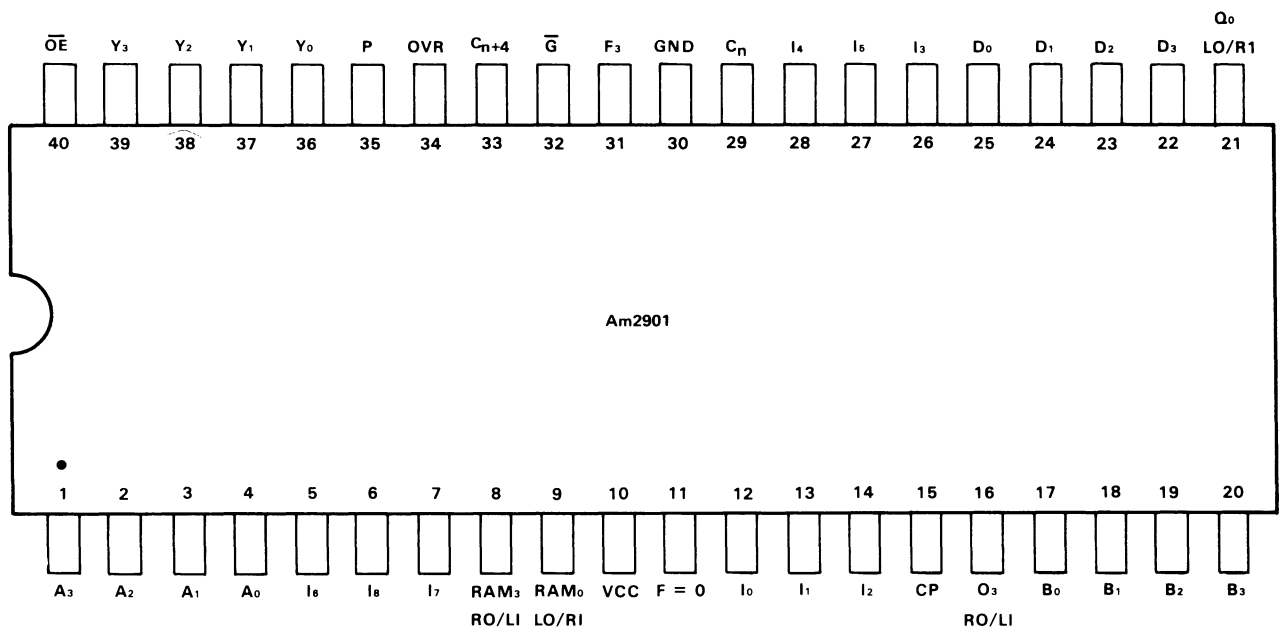 Q₀
O̅E̅ Y₃ Y₂ Y₁ Y₀ P OVR Cn+4 G̅ F₃ GND Cn I₄ I₅ I₃ D₀ D₁ D₂ D₃ LO/R1
40 39 38 37 36 35 34 33 32 31 30 29 28 27 26 25 24 23 22 21
Am2901
1 2 3 4 5 6 7 8 9 10 11 12 13 14 15 16 17 18 19 20
A₃ A₂ A₁ A₀ I₆ I₈ I₇ RAM₃ RAM₀ VCC F = 0 I₀ I₁ I₂ CP O₃ B₀ B₁ B₂ B₃
RO/LI LO/RI RO/LI